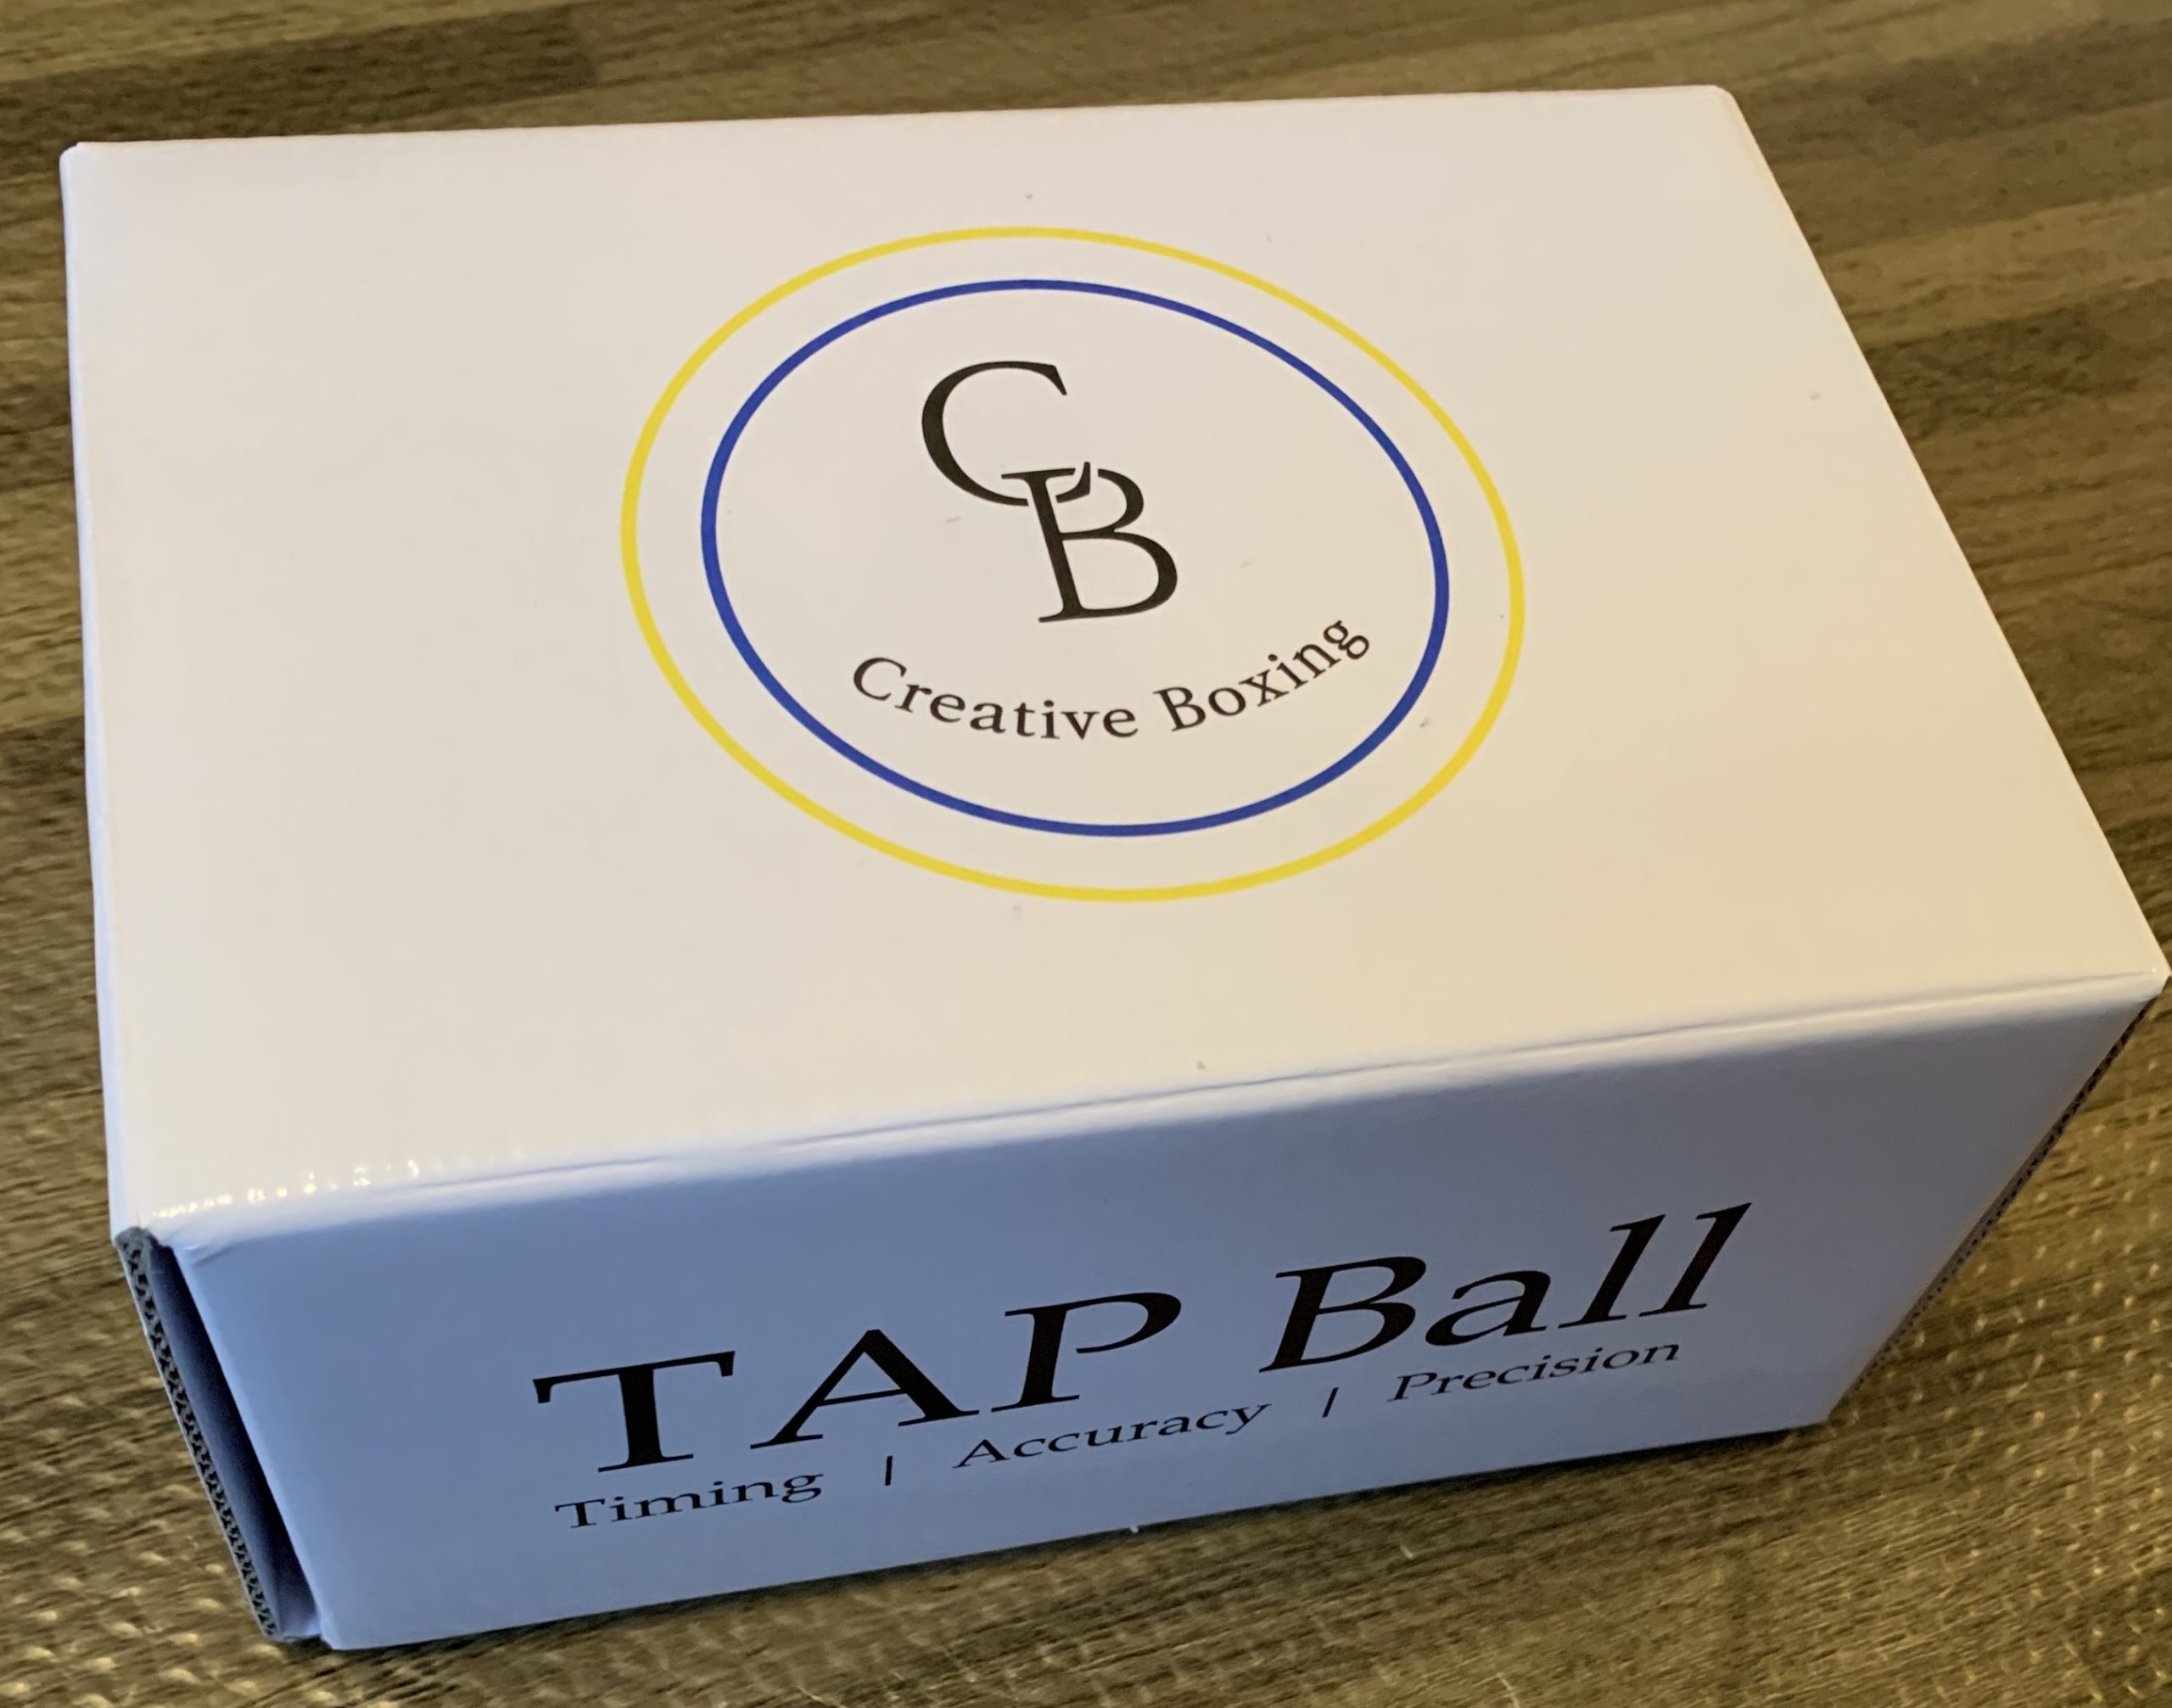 CB
Creative Boxing
TAP Ball
Timing | Accuracy | Precision